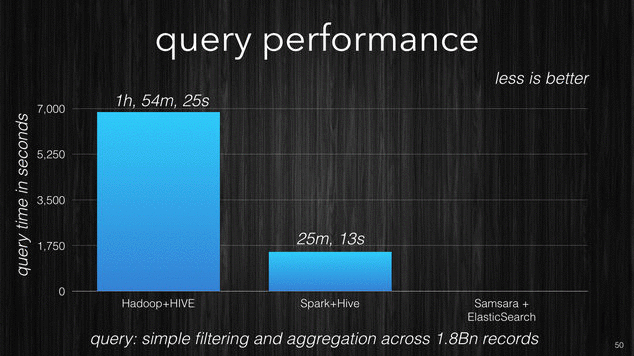 query performance
less is better
query time in seconds
7,000
5,250
3,500
1,750
0
1h, 54m, 25s
25m, 13s
Hadoop+HIVE
Spark+Hive
Samsara +
ElasticSearch
query: simple filtering and aggregation across 1.8Bn records
50